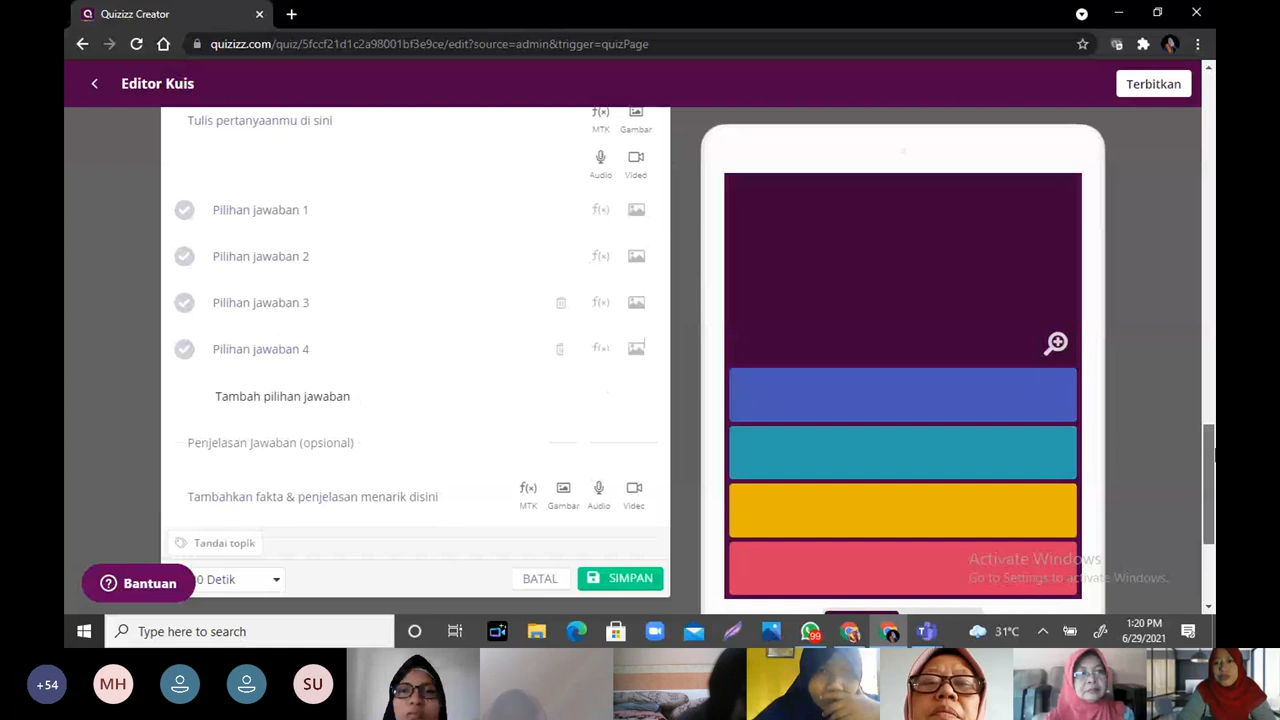 Quizizz Creator
quizizz.com/quiz/5fccf21d1c2a98001bf3e9ce/edit?source=admin&trigger=quizPage
Editor Kuis
Terbitkan
Tulis pertanyaanmu di sini
f(x)
MTK Gambar
Audio Video
Pilihan jawaban 1 f(x)
Pilihan jawaban 2 f(x)
Pilihan jawaban 3 f(x)
Pilihan jawaban 4 f(x)
Tambah pilihan jawaban
Penjelasan Jawaban (opsional)
Tambahkan fakta & penjelasan menarik disini
f(x)
MTK Gambar Audio Video
Tandai topik
Bantuan
0 Detik
BATAL
SIMPAN
Activate Windows
Go to Settings to activate Windows.
Type here to search
99
31°C
1:20 PM
6/29/2021
+54
MH
SU